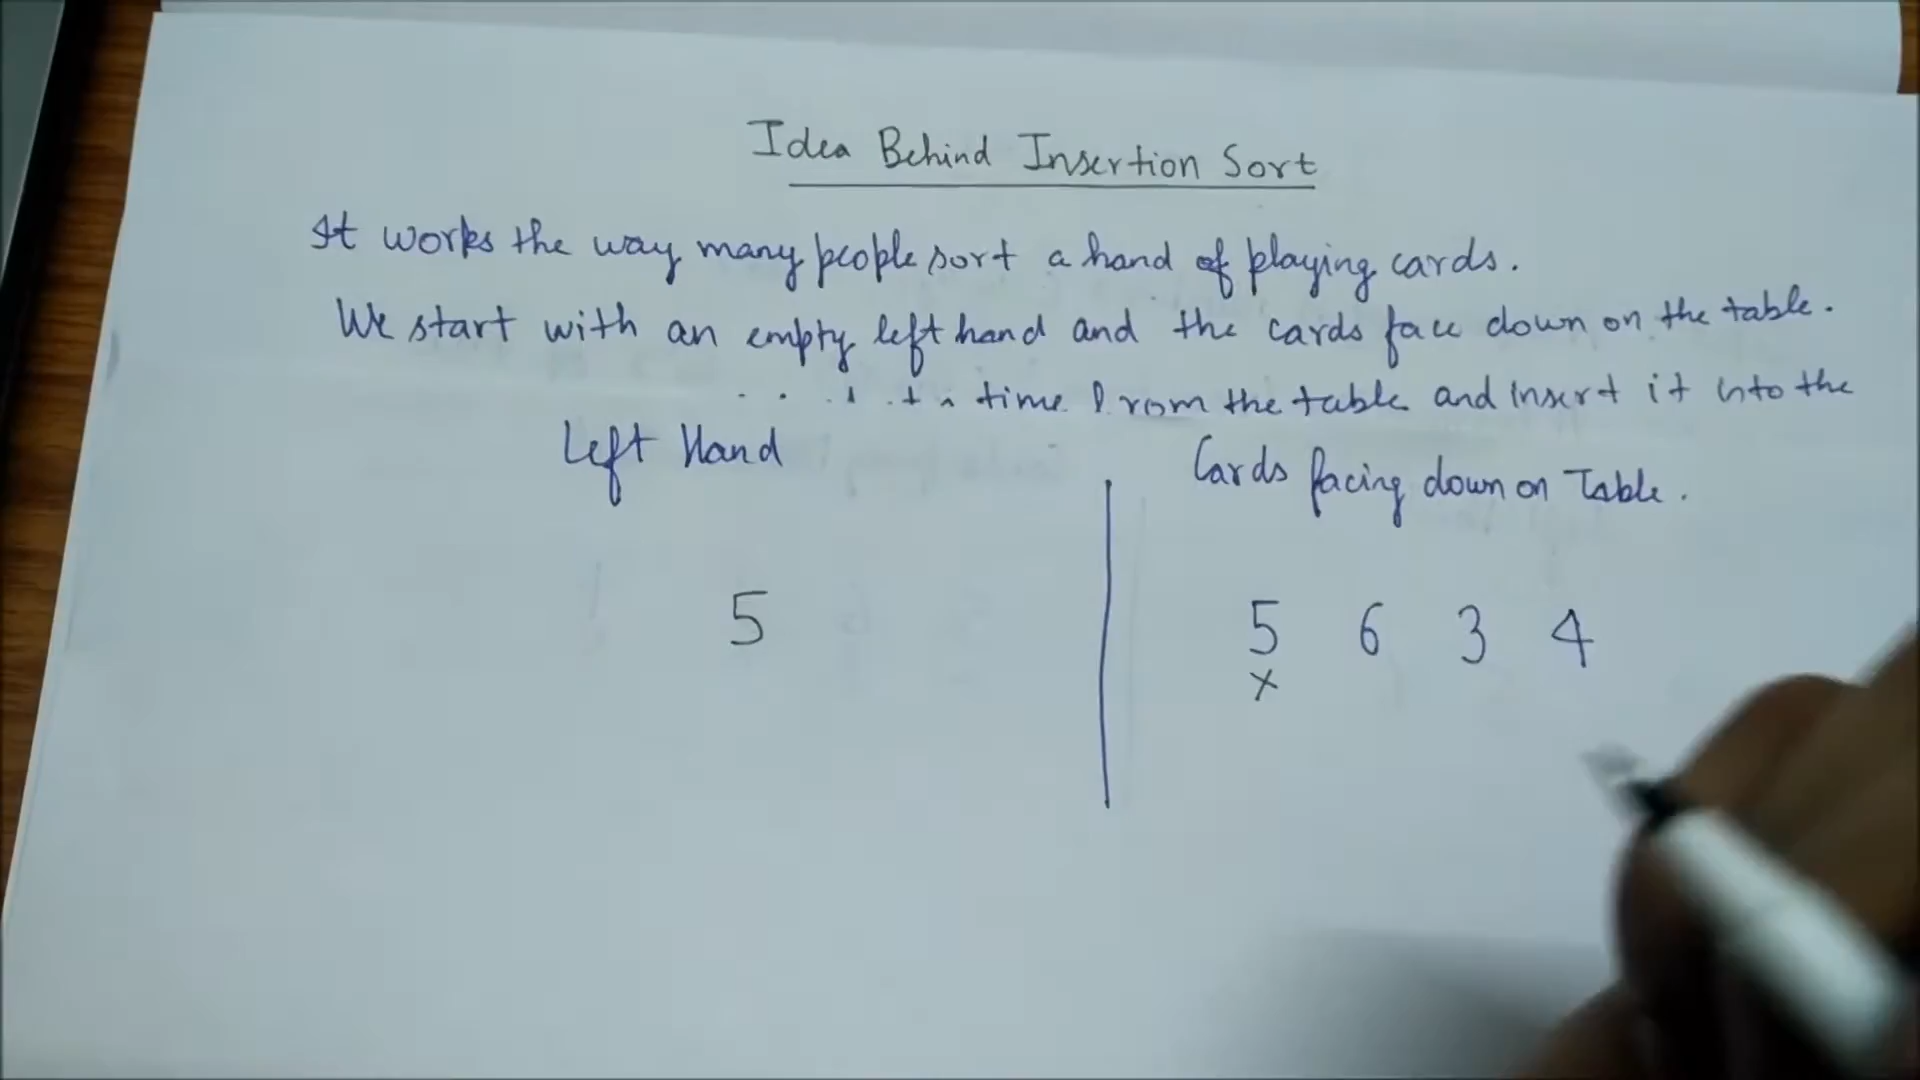 Idea Behind Insertion Sort
It works the way many people sort a hand of playing cards.
We start with an empty left hand and the cards face down on the table.
time from the table and insert it into the
Left Hand
Cards facing down on Table.
5
5 6 3 4
x